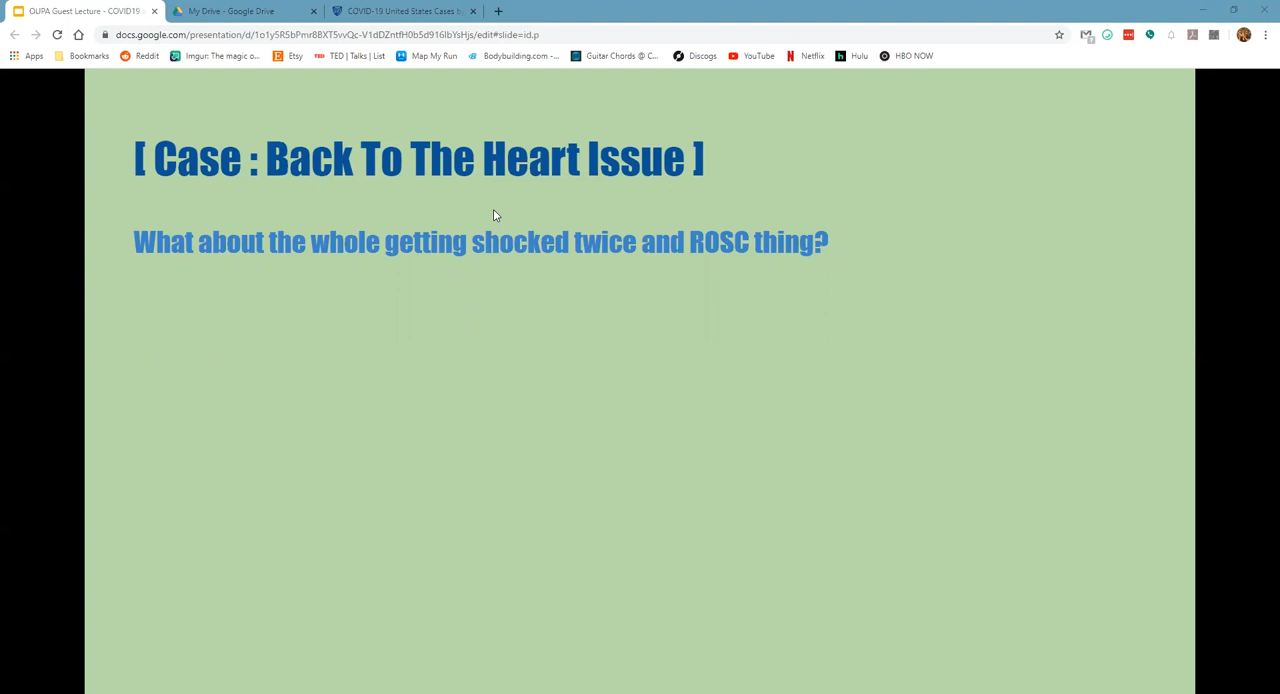 OUPA Guest Lecture - COVID19
My Drive - Google Drive
COVID-19 United States Cases by
docs.google.com/presentation/d/1o1y5R5bPmr8BXT5vvQc-V1dDZntfH0b5d916lbYsHjs/edit#slide=id.p
Apps Bookmarks Reddit Imgur: The magic o... Etsy TED | Talks | List Map My Run Bodybuilding.com -... Guitar Chords @ C... Discogs YouTube Netflix Hulu HBO NOW
[ Case : Back To The Heart Issue ]
What about the whole getting shocked twice and ROSC thing?